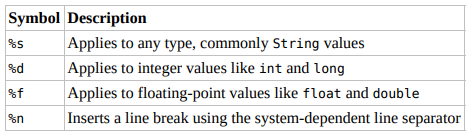 Symbol Description
%s Applies to any type, commonly String values
%d Applies to integer values like int and long
%f Applies to floating-point values like float and double
%n Inserts a line break using the system-dependent line separator